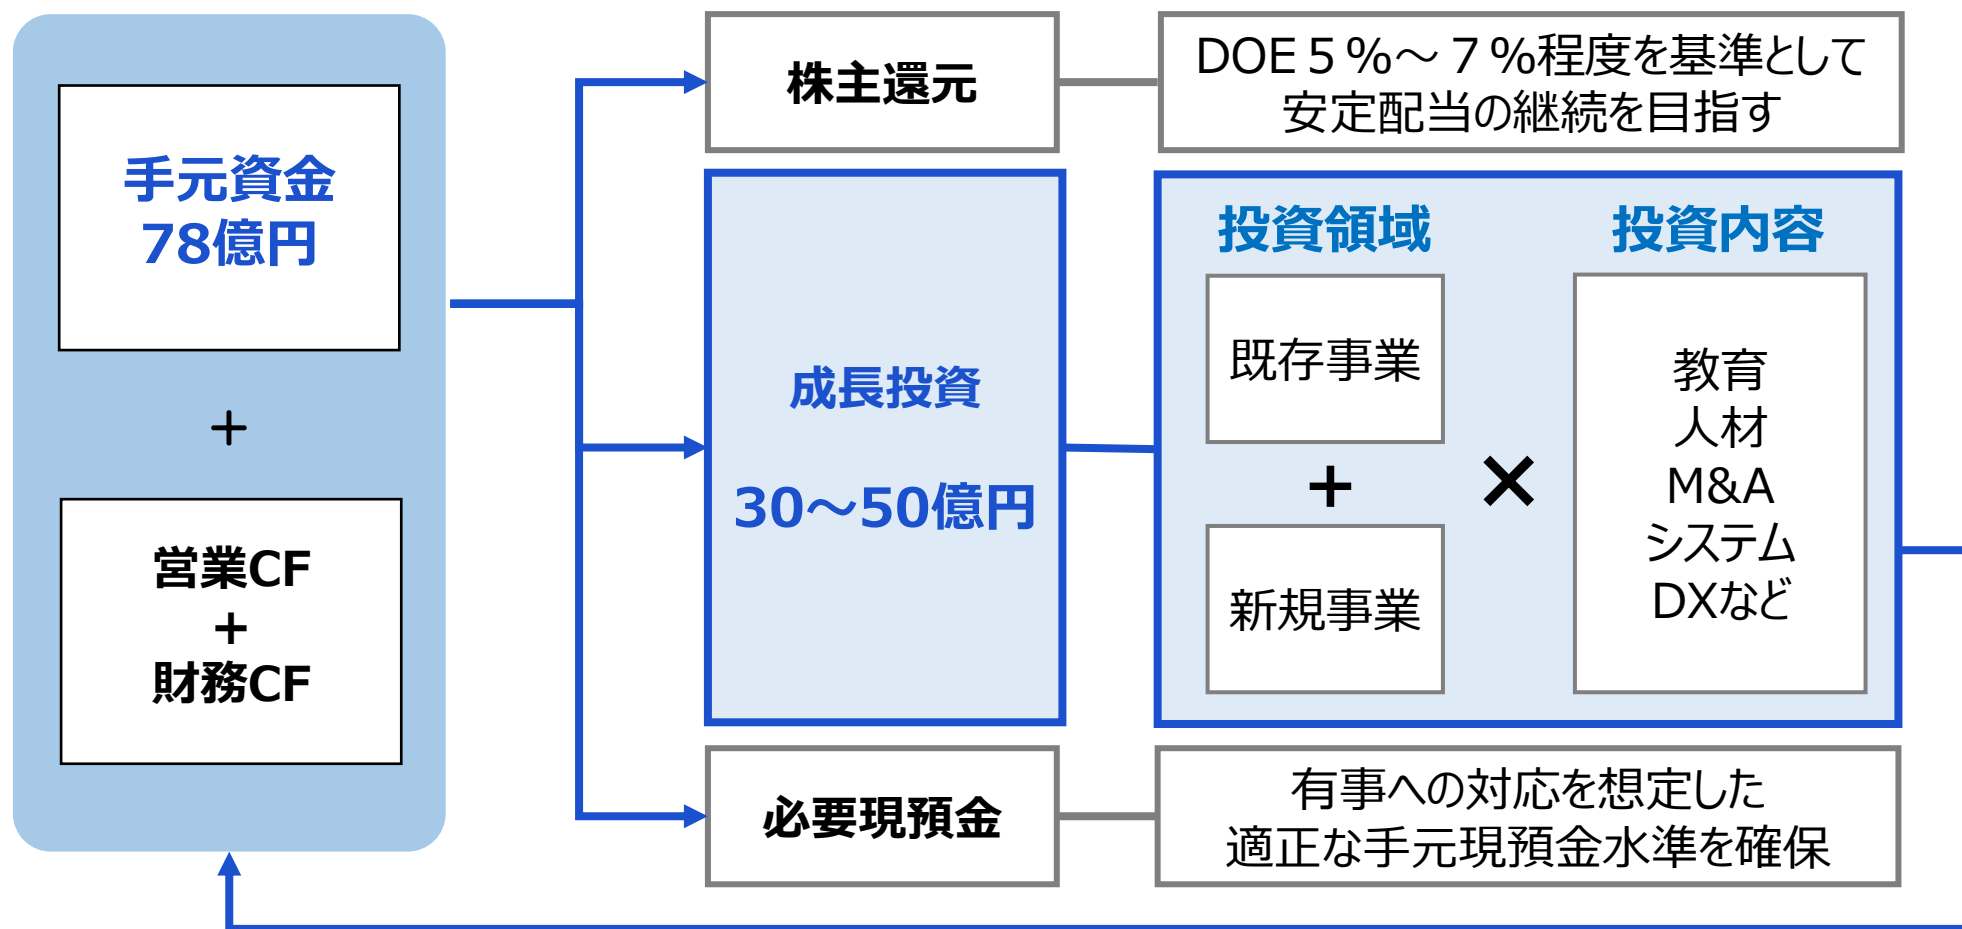 手元資金
78億円
+
営業CF
+
財務CF
株主還元
DOE5%～7%程度を基準として
安定配当の継続を目指す
成長投資
30～50億円
投資領域
既存事業
+
新規事業
×
投資内容
教育
人材
M&A
システム
DXなど
必要現預金
有事への対応を想定した
適正な手元現預金水準を確保